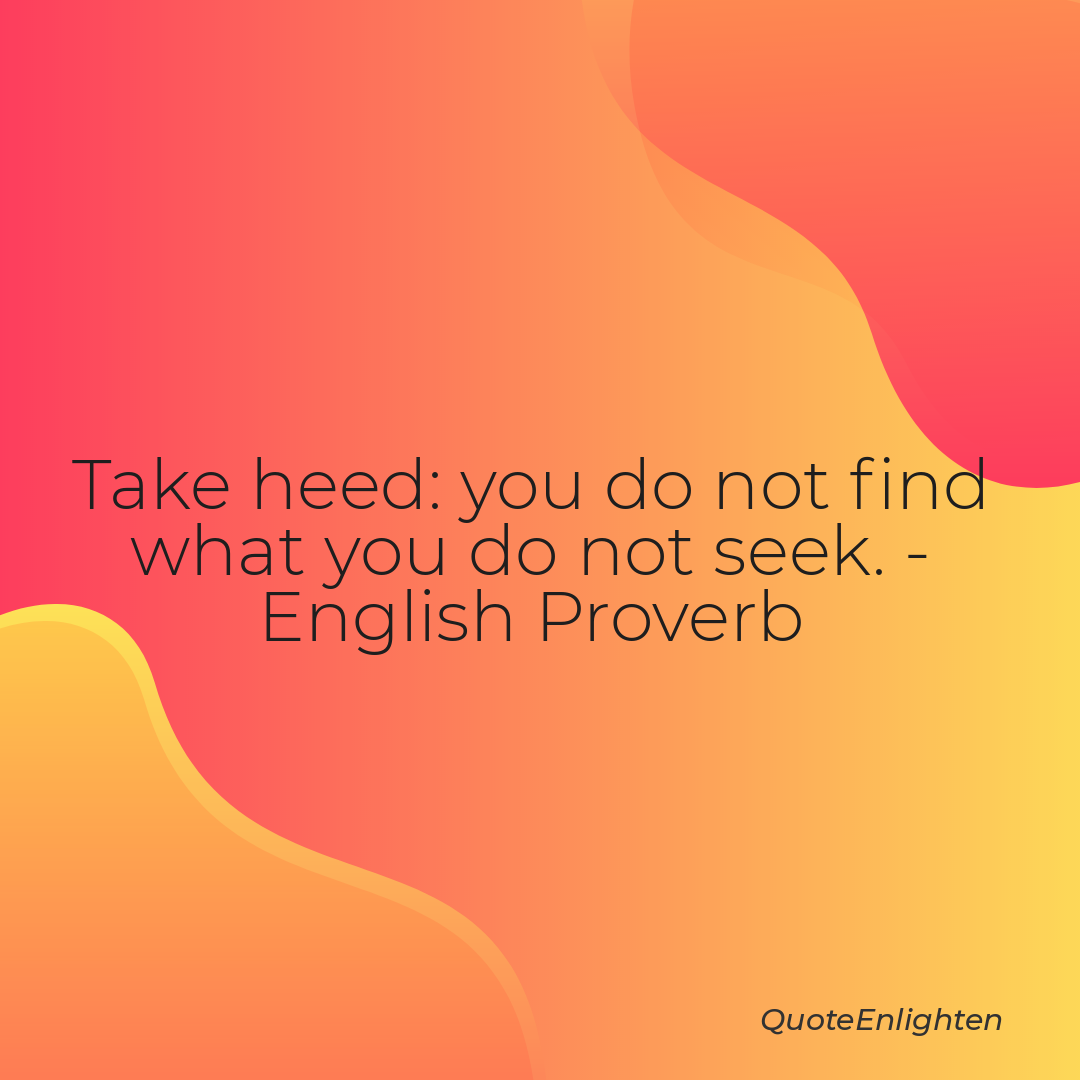 Take heed: you do not find
what you do not seek. -
English Proverb
QuoteEnlighten